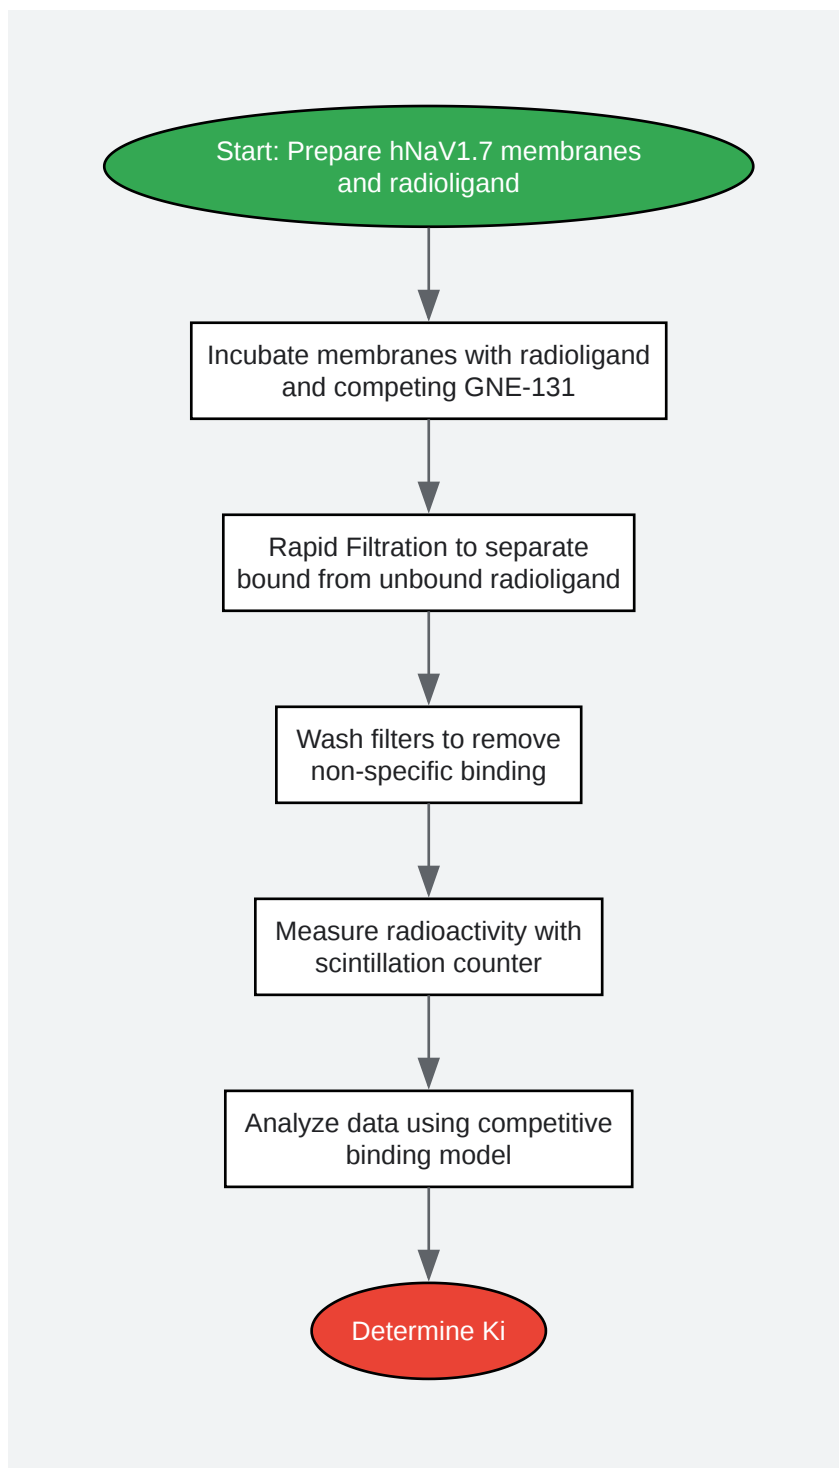 Start: Prepare hNaV1.7 membranes
and radioligand
Incubate membranes with radioligand
and competing GNE-131
Rapid Filtration to separate
bound from unbound radioligand
Wash filters to remove
non-specific binding
Measure radioactivity with
scintillation counter
Analyze data using competitive
binding model
Determine Ki